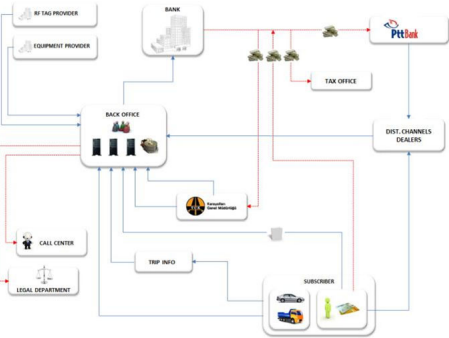 RF TAG PROVIDER
BANK
PttBank
EQUIPMENT PROVIDER
TAX OFFICE
BACK OFFICE
DIST. CHANNELS
DEALERS
Karayolları
Genel Müdürlüğü
CALL CENTER
TRIP INFO
SUBSCRIBER
LEGAL DEPARTMENT